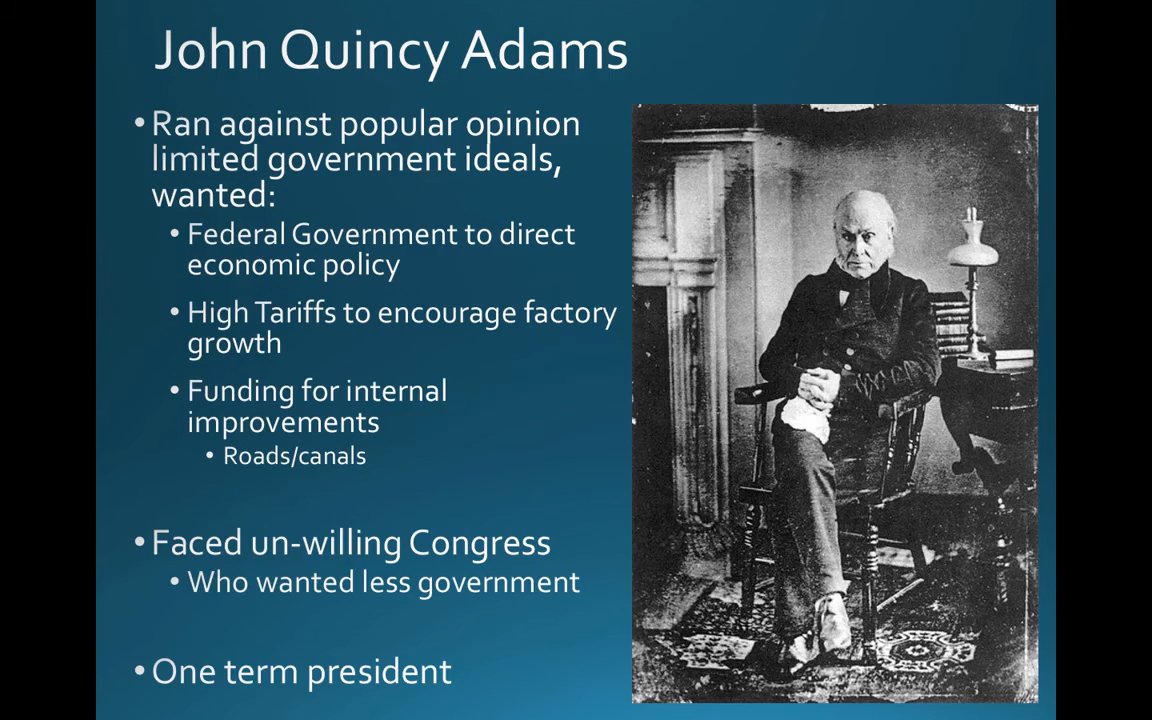 John Quincy Adams
• Ran against popular opinion
limited government ideals,
wanted:
• Federal Government to direct
economic policy
• High Tariffs to encourage factory
growth
• Funding for internal
improvements
• Roads/canals
• Faced un-willing Congress
• Who wanted less government
• One term president